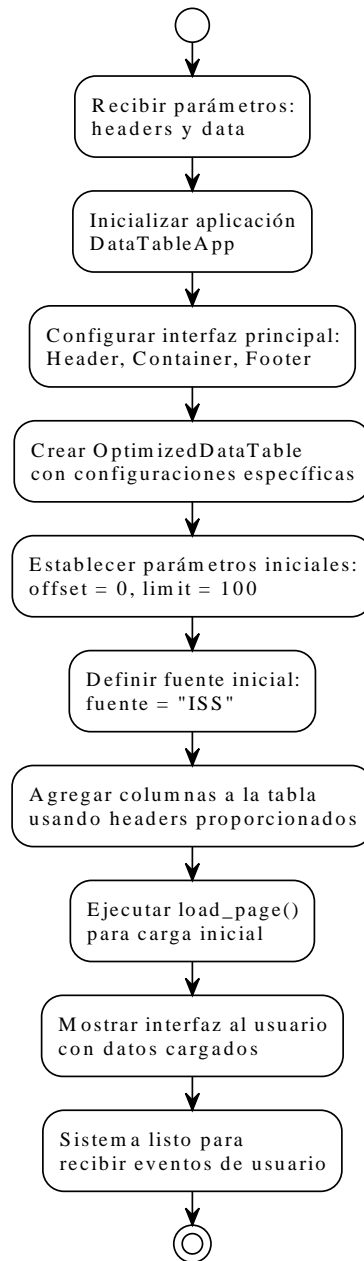 Recibir parámetros:
headers y data
Inicializar aplicación
DataTableApp
Configurar interfaz principal:
Header, Container, Footer
Crear OptimizedDataTable
con configuraciones específicas
Establecer parámetros iniciales:
offset = 0, limit = 100
Definir fuente inicial:
fuente = "ISS"
Agregar columnas a la tabla
usando headers proporcionados
Ejecutar load_page()
para carga inicial
Mostrar interfaz al usuario
con datos cargados
Sistema listo para
recibir eventos de usuario